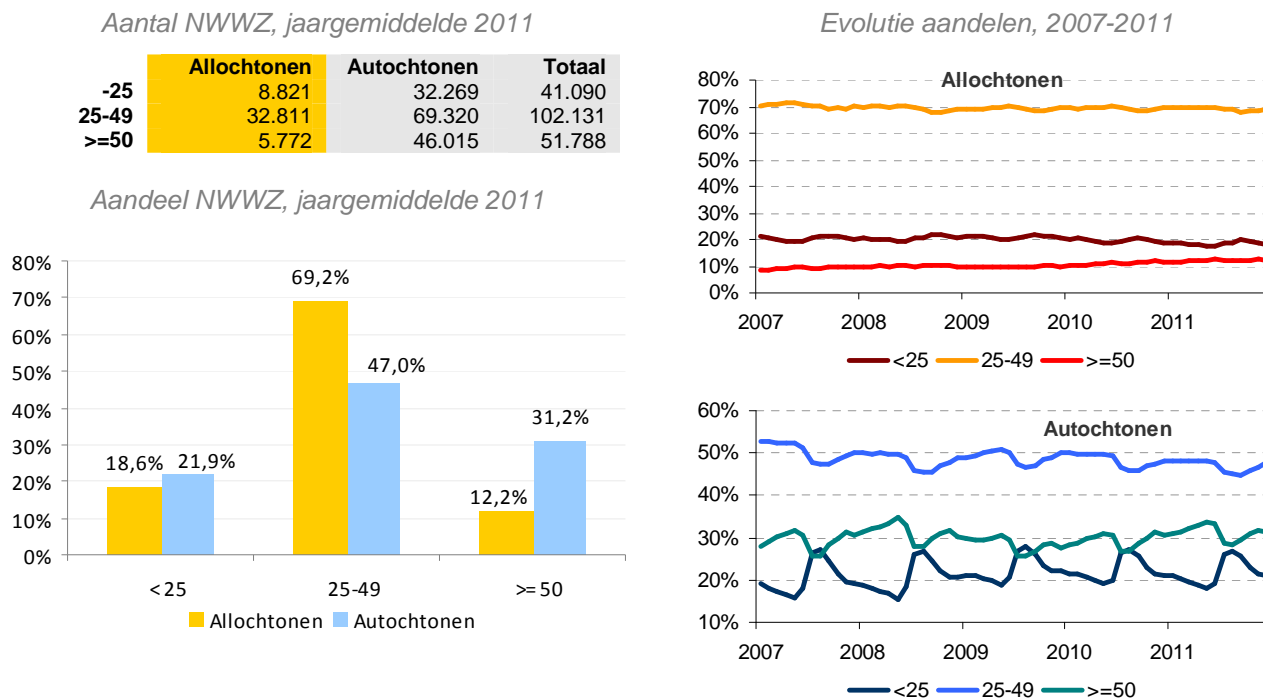 Aantal NWWZ, jaargemiddelde 2011
Allochtonen Autochtonen Totaal
-25 8.821 32.269 41.090
25-49 32.811 69.320 102.131
>=50 5.772 46.015 51.788
Aandeel NWWZ, jaargemiddelde 2011
80%
70%
60%
50%
40%
30%
20%
10%
0%
18,6% 21,9%
69,2%
47,0%
12,2%
31,2%
<25 25-49 >=50
Allochtonen Autochtonen
Evolutie aandelen, 2007-2011
Allochtonen
80%
70%
60%
50%
40%
30%
20%
10%
0%
2007 2008 2009 2010 2011
<25 25-49 >=50
Autochtonen
60%
50%
40%
30%
20%
10%
2007 2008 2009 2010 2011
<25 25-49 >=50